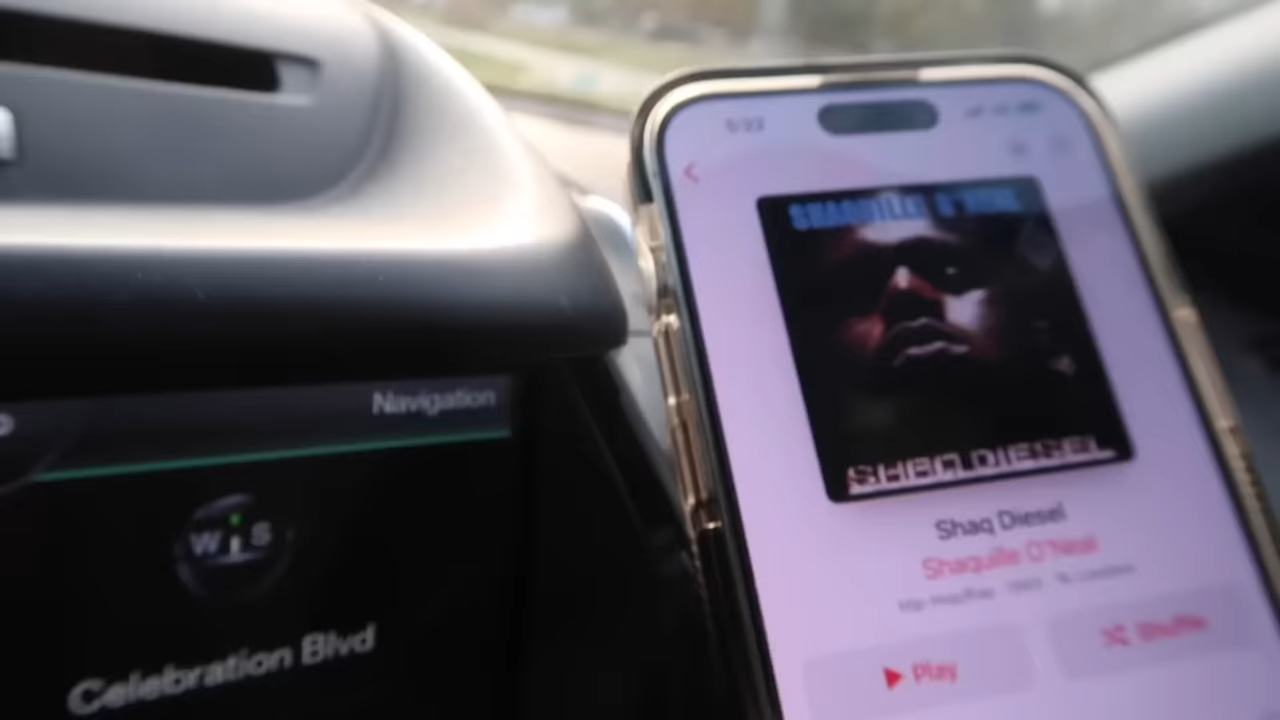 Navigation
W S
Celebration Blvd
SHAQUILLE O'NEAL
SHAQ DIESEL
Shaq Diesel
Shaquille O'Neal
Play
Shuffle